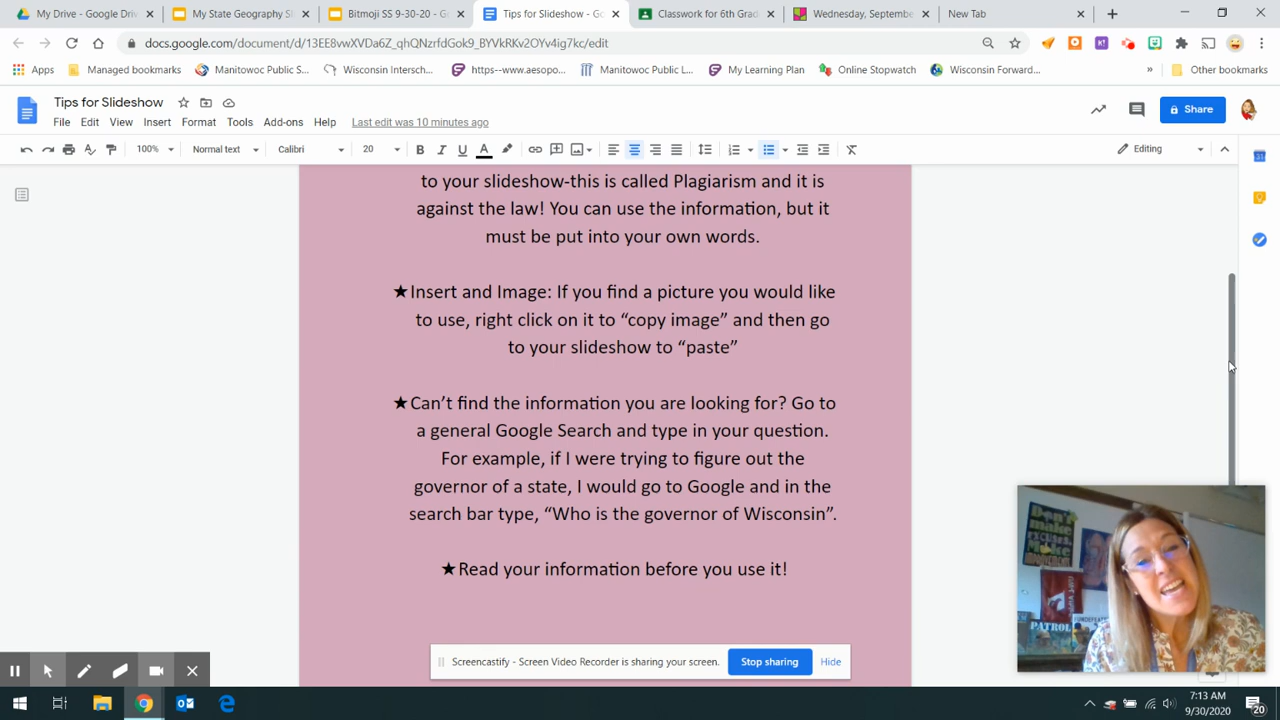 My Drive - Google Driv
My State Geography S
Bitmoji SS 9-30-20 - G
Tips for Slideshow - Go
Classwork for 6th Grad
Wednesday, Septembe
New Tab
docs.google.com/document/d/13EE8vwXVDa6Z_qhQNzrfdGok9_BYVkRKv2OYv4ig7kc/edit
Apps
Managed bookmarks
Manitowoc Public S...
Wisconsin Intersch...
https--www.aesopo...
Manitowoc Public L...
My Learning Plan
Online Stopwatch
Wisconsin Forward...
»
Other bookmarks
Tips for Slideshow
File Edit View Insert Format Tools Add-ons Help Last edit was 10 minutes ago
Share
100% Normal text Calibri 20 B I U A Editing
to your slideshow-this is called Plagiarism and it is
against the law! You can use the information, but it
must be put into your own words.
★Insert and Image: If you find a picture you would like
to use, right click on it to “copy image” and then go
to your slideshow to “paste”
★Can’t find the information you are looking for? Go to
a general Google Search and type in your question.
For example, if I were trying to figure out the
governor of a state, I would go to Google and in the
search bar type, “Who is the governor of Wisconsin”.
★Read your information before you use it!
Don't
make
Make
PATROL
Screencastify - Screen Video Recorder is sharing your screen.
Stop sharing
Hide
7:13 AM
9/30/2020
20